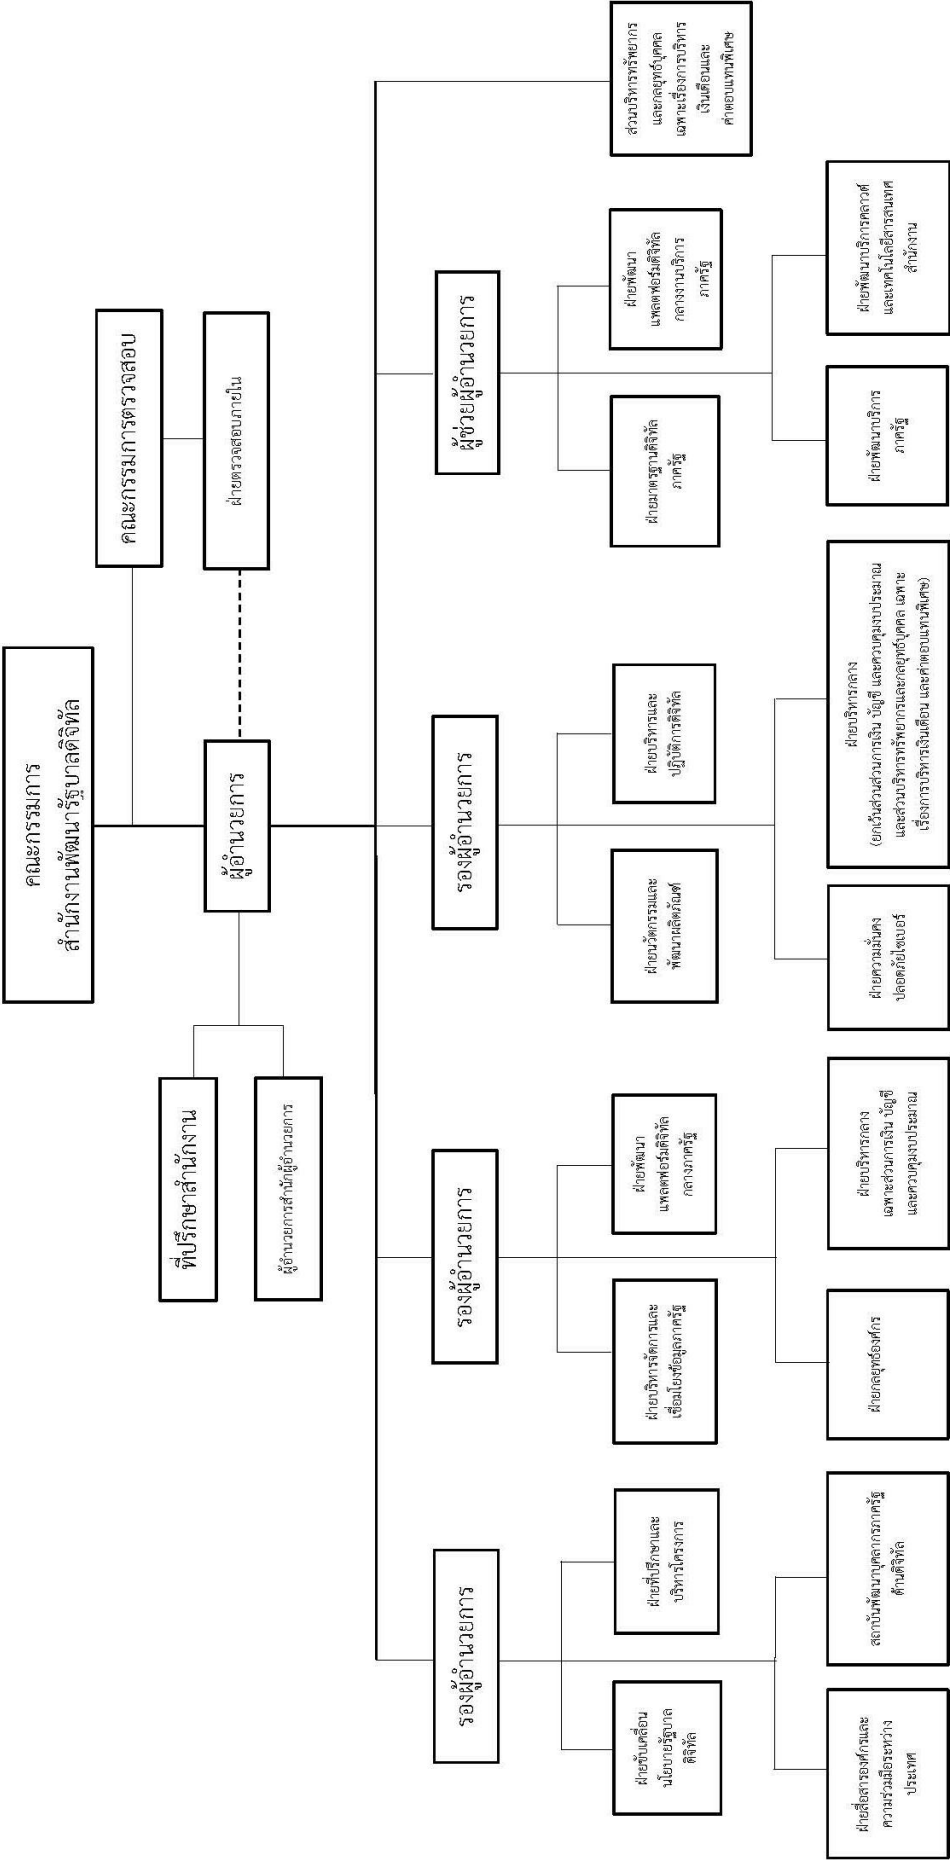 คณะกรรมการ
สำนักงานพัฒนารัฐบาลดิจิทัล
คณะกรรมการตรวจสอบ
ที่ปรึกษาสำนักงาน
ผู้อำนวยการ
ฝ่ายตรวจสอบภายใน
ผู้อำนวยการสำนักผู้อำนวยการ
รองผู้อำนวยการ
รองผู้อำนวยการ
รองผู้อำนวยการ
ผู้ช่วยผู้อำนวยการ
ฝ่ายขับเคลื่อน
นโยบายรัฐบาล
ดิจิทัล
ฝ่ายที่ปรึกษาและ
บริหารโครงการ
ฝ่ายบริหารจัดการและ
เชื่อมโยงข้อมูลภาครัฐ
ฝ่ายพัฒนา
แพลตฟอร์มดิจิทัล
กลางภาครัฐ
ฝ่ายนวัตกรรมและ
พัฒนาผลิตภัณฑ์
ฝ่ายบริหารและ
ปฏิบัติการดิจิทัล
ฝ่ายมาตรฐานดิจิทัล
ภาครัฐ
ฝ่ายพัฒนา
แพลตฟอร์มดิจิทัล
กลางงานบริการ
ภาครัฐ
ส่วนบริหารทรัพยากร
และกลยุทธ์บุคคล
เฉพาะเรื่องการบริหาร
เงินเดือนและ
ค่าตอบแทนพิเศษ
ฝ่ายสื่อสารองค์กรและ
ความร่วมมือระหว่าง
ประเทศ
สถาบันพัฒนาบุคลากรภาครัฐ
ด้านดิจิทัล
ฝ่ายกลยุทธ์องค์กร
ฝ่ายบริหารกลาง
เฉพาะส่วนการเงิน บัญชี
และควบคุมงบประมาณ
ฝ่ายความมั่นคง
ปลอดภัยไซเบอร์
ฝ่ายบริหารกลาง
(ยกเว้นส่วนส่วนการเงิน บัญชี และควบคุมงบประมาณ
และส่วนบริหารทรัพยากรและกลยุทธ์บุคคล เฉพาะ
เรื่องการบริหารเงินเดือน และค่าตอบแทนพิเศษ)
ฝ่ายพัฒนาบริการ
ภาครัฐ
ฝ่ายพัฒนาบริการคลาวด์
และเทคโนโลยีสารสนเทศ
สำนักงาน